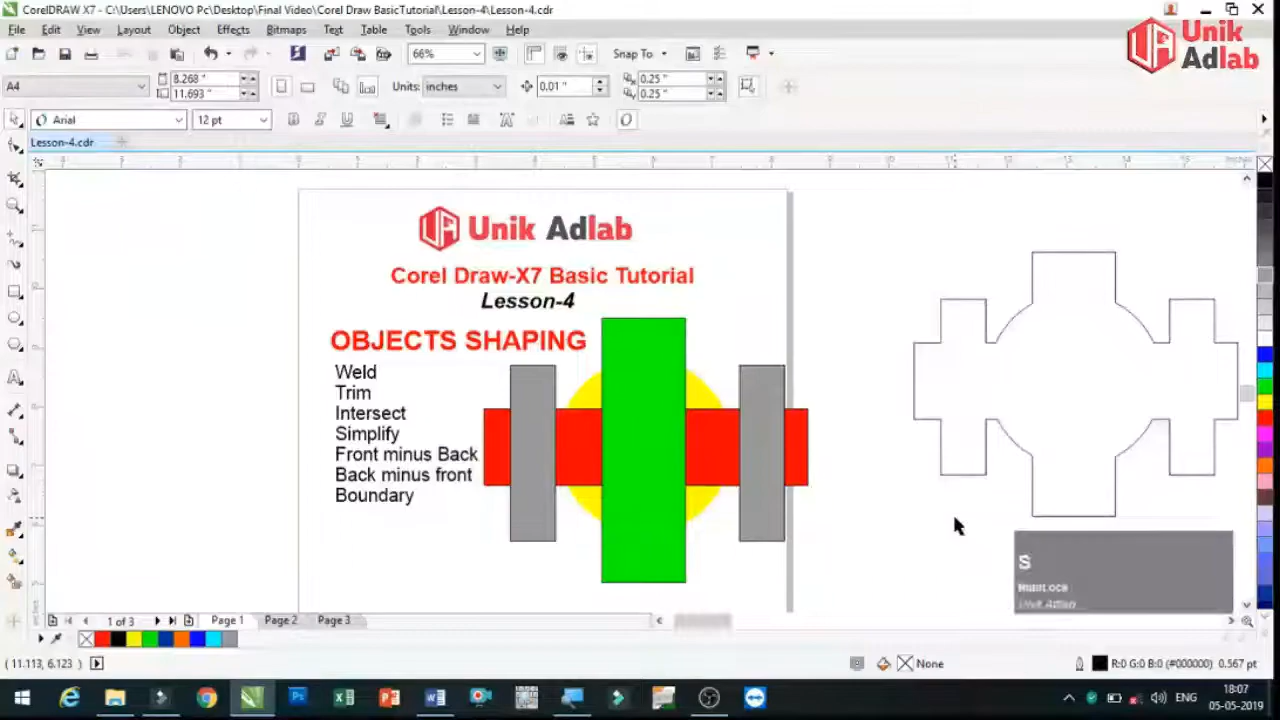 CorelDRAW X7 - C:\Users\LENOVO Pc\Desktop\Final Video\Corel Draw BasicTutorial\Lesson-4\Lesson-4.cdr
File Edit View Layout Object Effects Bitmaps Text Table Tools Window Help
Unik
Adlab
66% Snap To
A4 8.268 " 11.693 " Units: inches 0.01 " 0.25 " 0.25 "
Arial 12 pt
Lesson-4.cdr
inches
Unik Adlab
Corel Draw-X7 Basic Tutorial
Lesson-4
OBJECTS SHAPING
Weld
Trim
Intersect
Simplify
Front minus Back
Back minus front
Boundary
S
NumLock
Unik Adlab
1 of 3 Page 1 Page 2 Page 3
(11.113, 6.123) None R:0 G:0 B:0 (#000000) 0.567 pt
ENG 18:07
05-05-2019